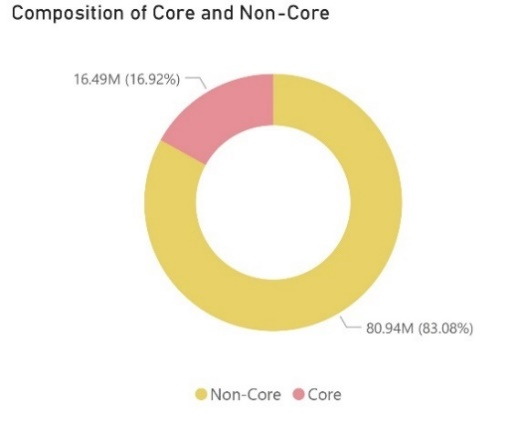 Composition of Core and Non-Core
16.49M (16.92%)
80.94M (83.08%)
Non-Core Core